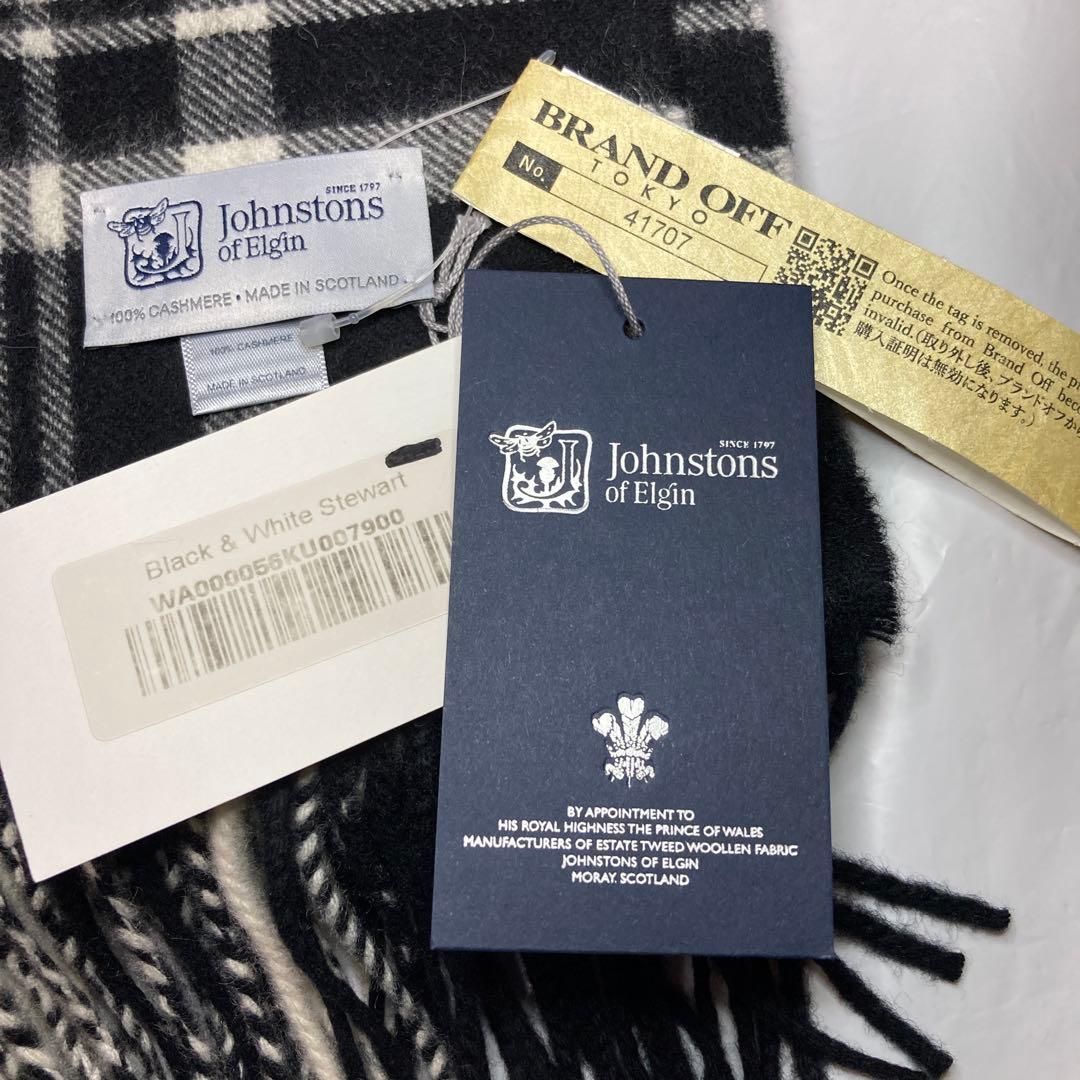 SINCE 1797
Johnstons
of Elgin
100% CASHMERE • MADE IN SCOTLAND
100% CASHMERE
MADE IN SCOTLAND
BRAND OFF
TOKYO
No.
41707
Once the tag is removed, the
purchase from Brand Off
invalid.(取り外し後、ブランドオフ
購入証明は無効になります。)
Black & White Stewart
WA000056KU007900
SINCE 1797
Johnstons
of Elgin
BY APPOINTMENT TO
HIS ROYAL HIGHNESS THE PRINCE OF WALES
MANUFACTURERS OF ESTATE TWEED WOOLLEN FABRIC
JOHNSTONS OF ELGIN
MORAY. SCOTLAND